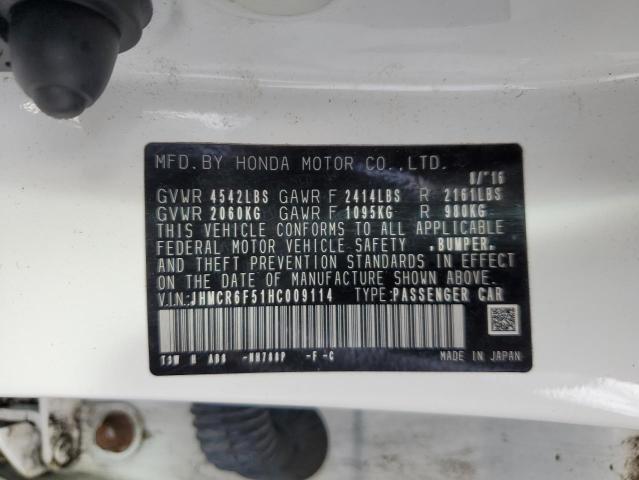 MFD. BY HONDA MOTOR CO.,LTD.
8/'16
GVWR 4542LBS GAWR F 2414LBS R 2161LBS
GVWR 2060KG GAWR F 1095KG R 980KG
THIS VEHICLE CONFORMS TO ALL APPLICABLE
FEDERAL MOTOR VEHICLE SAFETY ,BUMPER,
AND THEFT PREVENTION STANDARDS IN EFFECT
ON THE DATE OF MANUFACTURE SHOWN ABOVE.
V.I.N: JHMCR6F51HC009114 TYPE:PASSENGER CAR
ABS -NH788P -F -C
MADE IN JAPAN